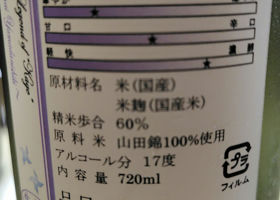 甘口 辛口
軽快 濃醇
原材料名 米(国産)
米麹(国産米)
精米歩合 60%
原料米 山田錦100%使用
アルコール分 17度
内容量 720ml
プラ
フィルム